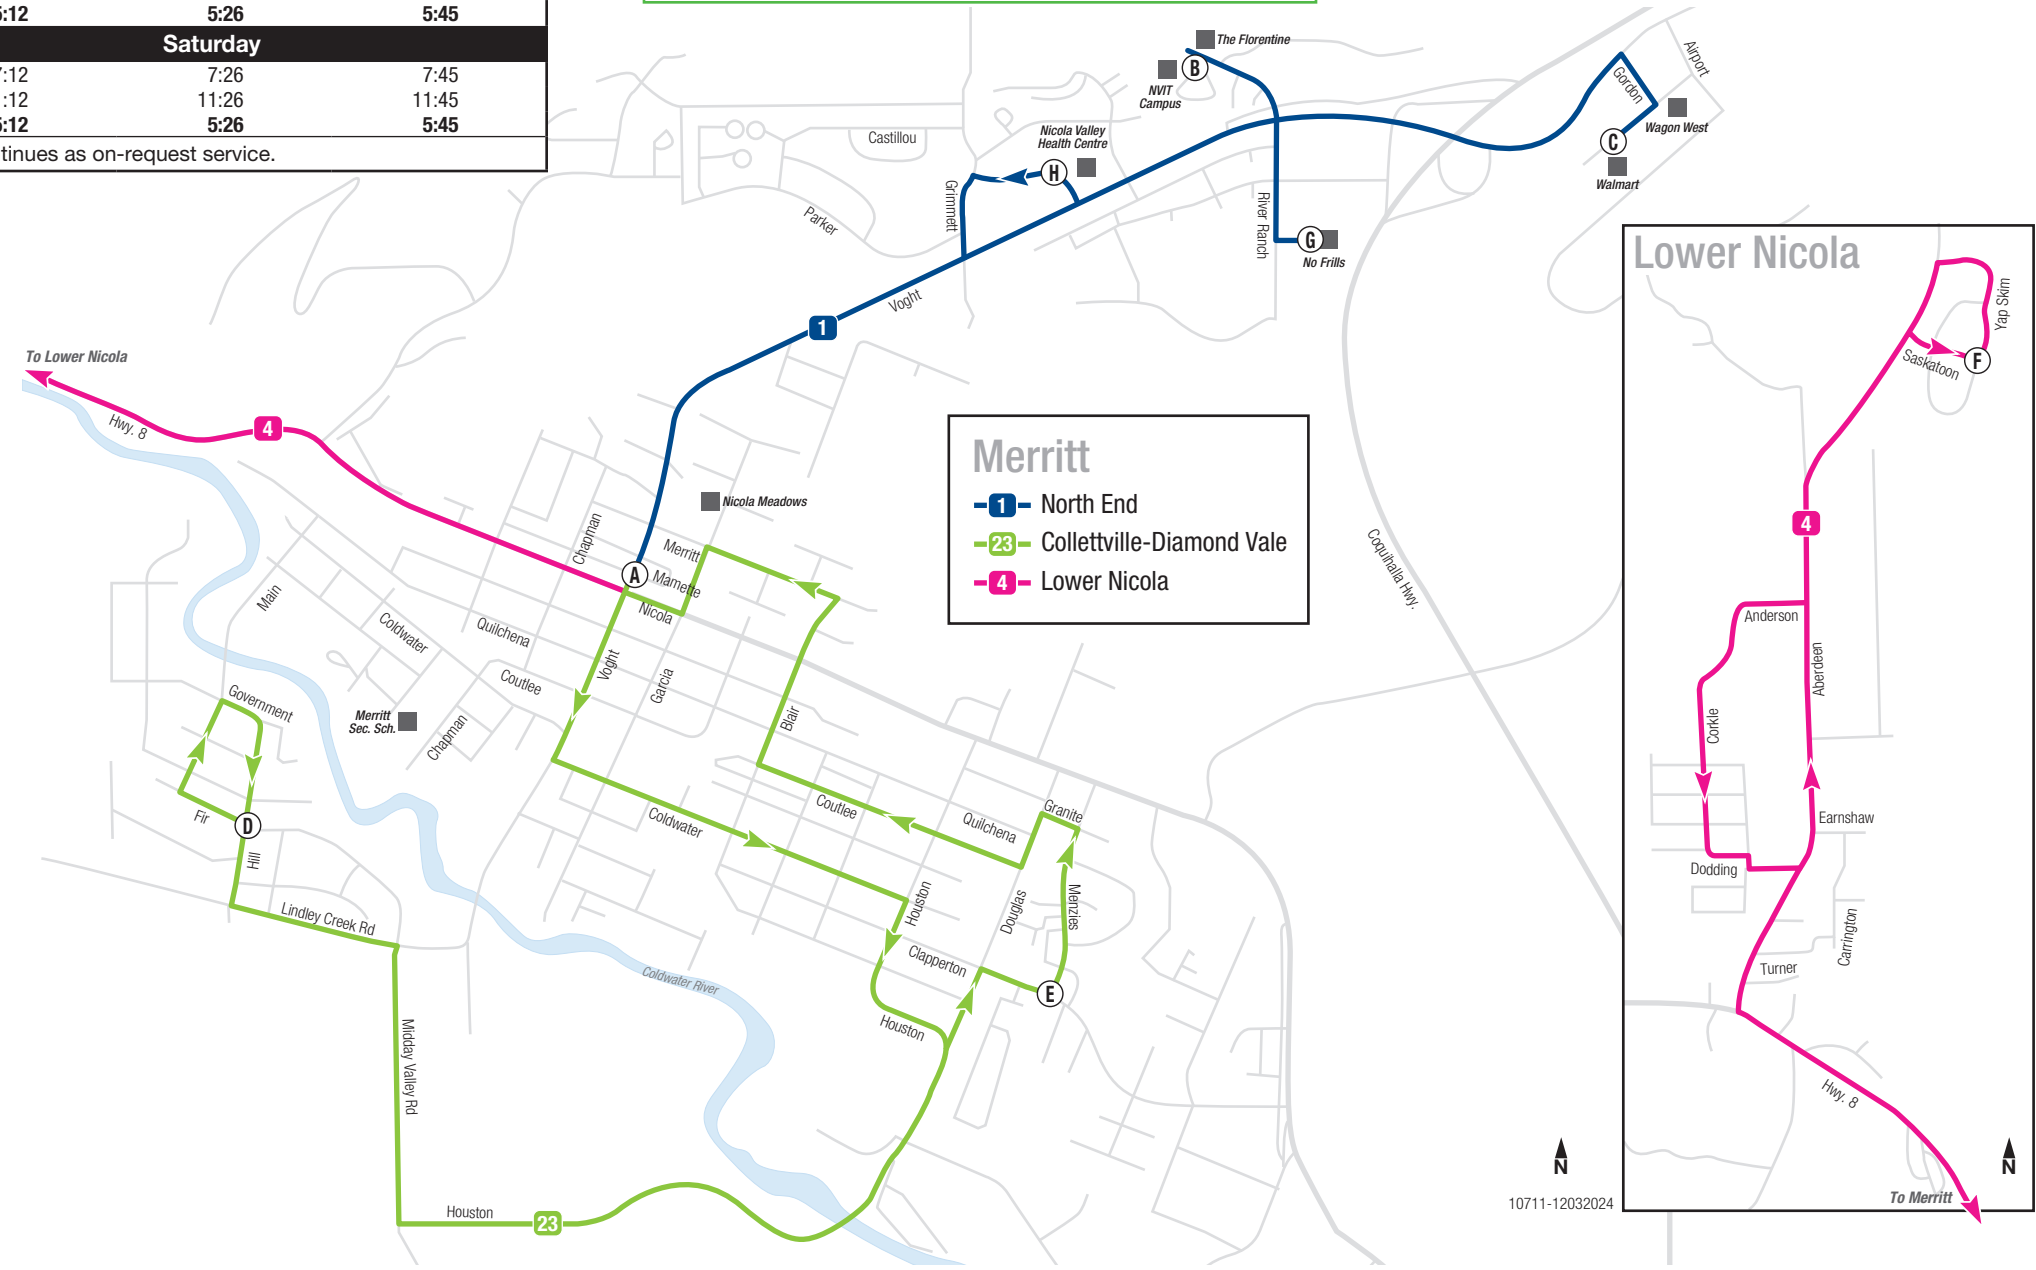 5:12 5:26 5:45
Saturday
7:12 7:26 7:45
:12 11:26 11:45
5:12 5:26 5:45
tinues as on-request service.
The Florentine
B
NVIT
Campus
Airport
Gordon
Wagon West
C
Walmart
Castillou
Nicola Valley
Health Centre
H
Grimmett
Parker
River Ranch
G
No Frills
Voght
1
To Lower Nicola
Hwy. 8
4
Nicola Meadows
Chapman
Merritt
A
Mamette
Nicola
Main
Coldwater
Quilchena
Coutlee
Voght
Garcia
Blair
Government
Merritt
Sec. Sch.
Chapman
Fir
D
Hill
Lindley Creek Rd
Coldwater
Coutlee
Quilchena
Granite
Houston
Douglas
Menzies
Clapperton
E
Coldwater River
Houston
Midday Valley Rd
Houston
23
Coquihalla Hwy.
Merritt
1 North End
23 Collettville-Diamond Vale
4 Lower Nicola
N
10711-12032024
Lower Nicola
Yap Skim
Saskatoon
F
4
Anderson
Aberdeen
Corkle
Earnshaw
Dodding
Carrington
Turner
Hwy. 8
N
To Merritt